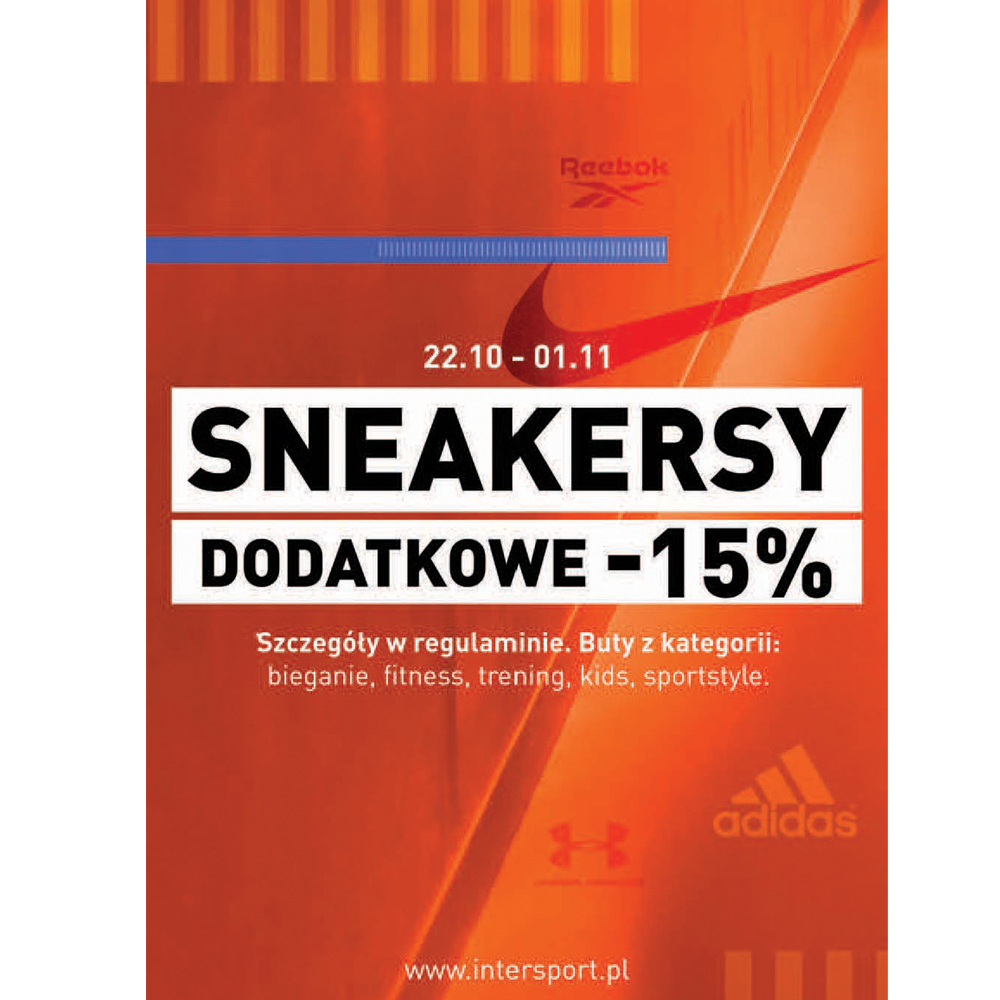 Reebok
22.10 - 01.11
SNEAKERSY
DODATKOWE -15%
Szczegóły w regulaminie. Buty z kategorii:
bieganie, fitness, trening, kids, sportstyle.
adidas
www.intersport.pl